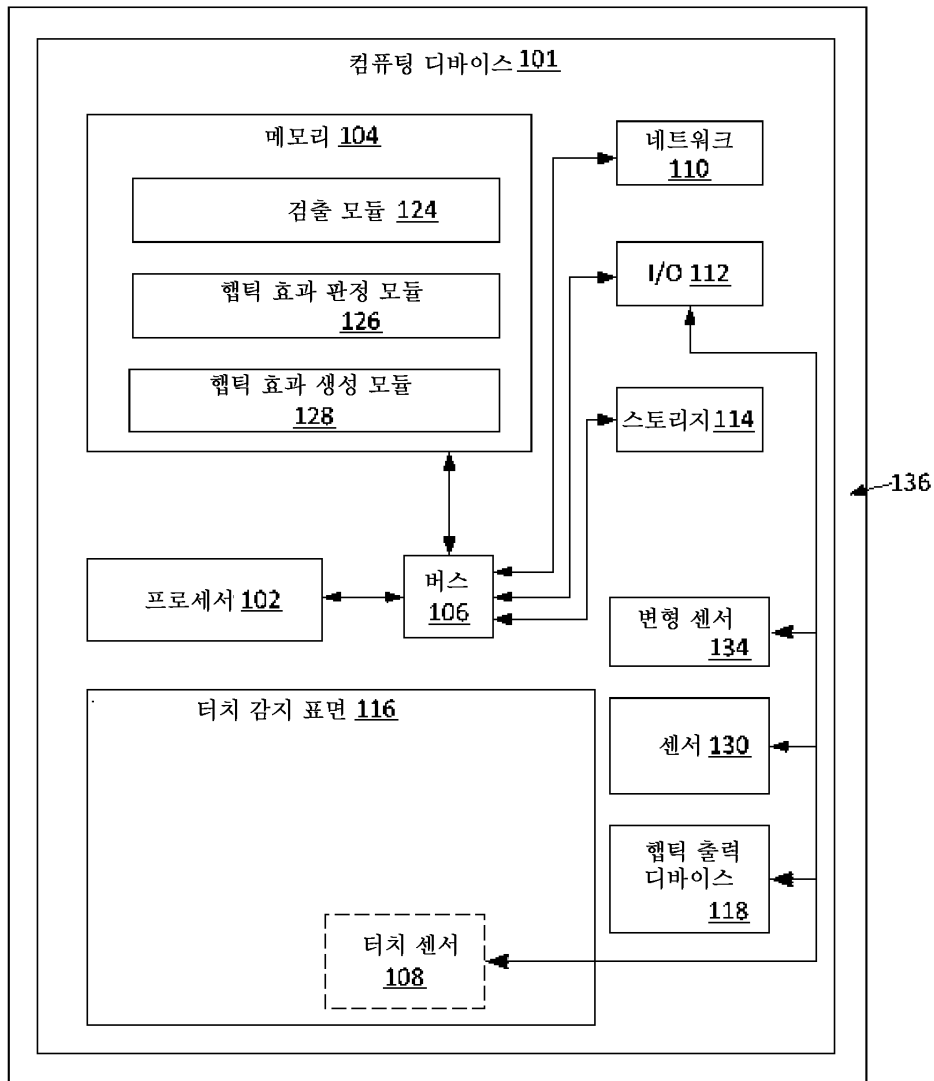 컴퓨팅 디바이스 101
메모리 104
검출 모듈 124
햅틱 효과 판정 모듈
126
햅틱 효과 생성 모듈
128
네트워크
110
I/O 112
스토리지 114
136
프로세서 102
버스
106
변형 센서
134
터치 감지 표면 116
센서 130
햅틱 출력
디바이스
118
터치 센서
108